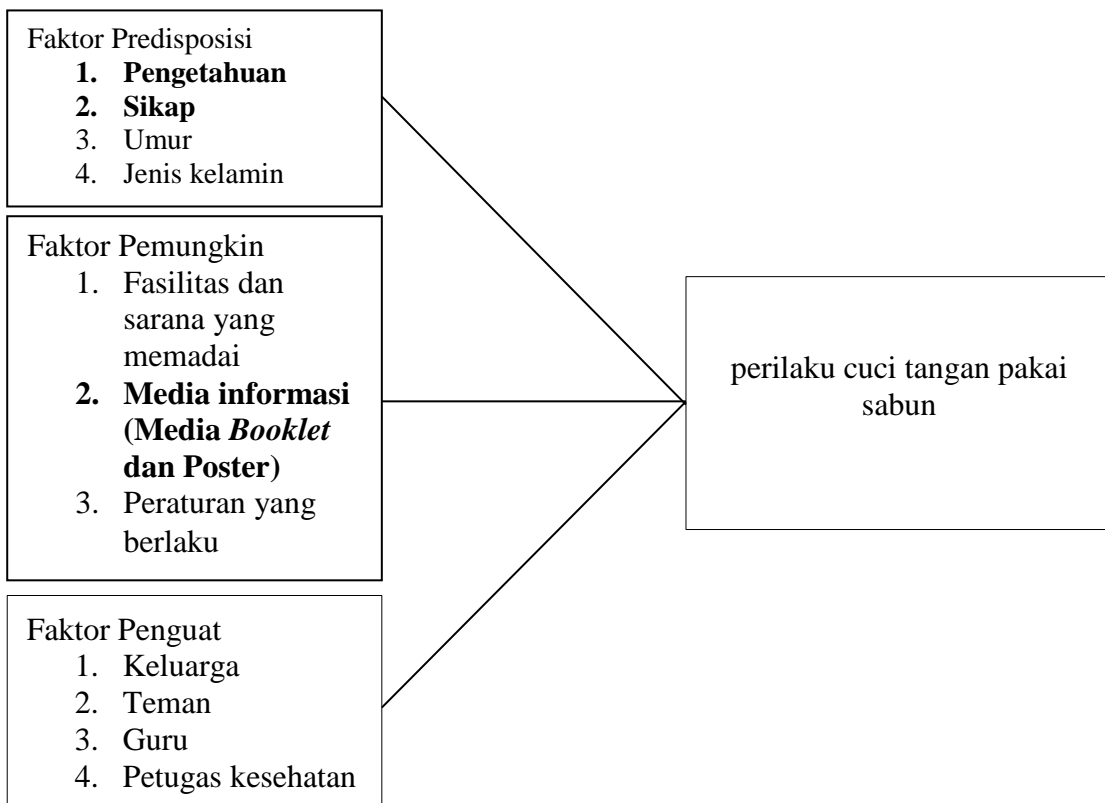 Faktor Predisposisi
1. Pengetahuan
2. Sikap
3. Umur
4. Jenis kelamin
Faktor Pemungkin
1. Fasilitas dan
sarana yang
memadai
2. Media informasi
(Media Booklet
dan Poster)
3. Peraturan yang
berlaku
Faktor Penguat
1. Keluarga
2. Teman
3. Guru
4. Petugas kesehatan
perilaku cuci tangan pakai
sabun